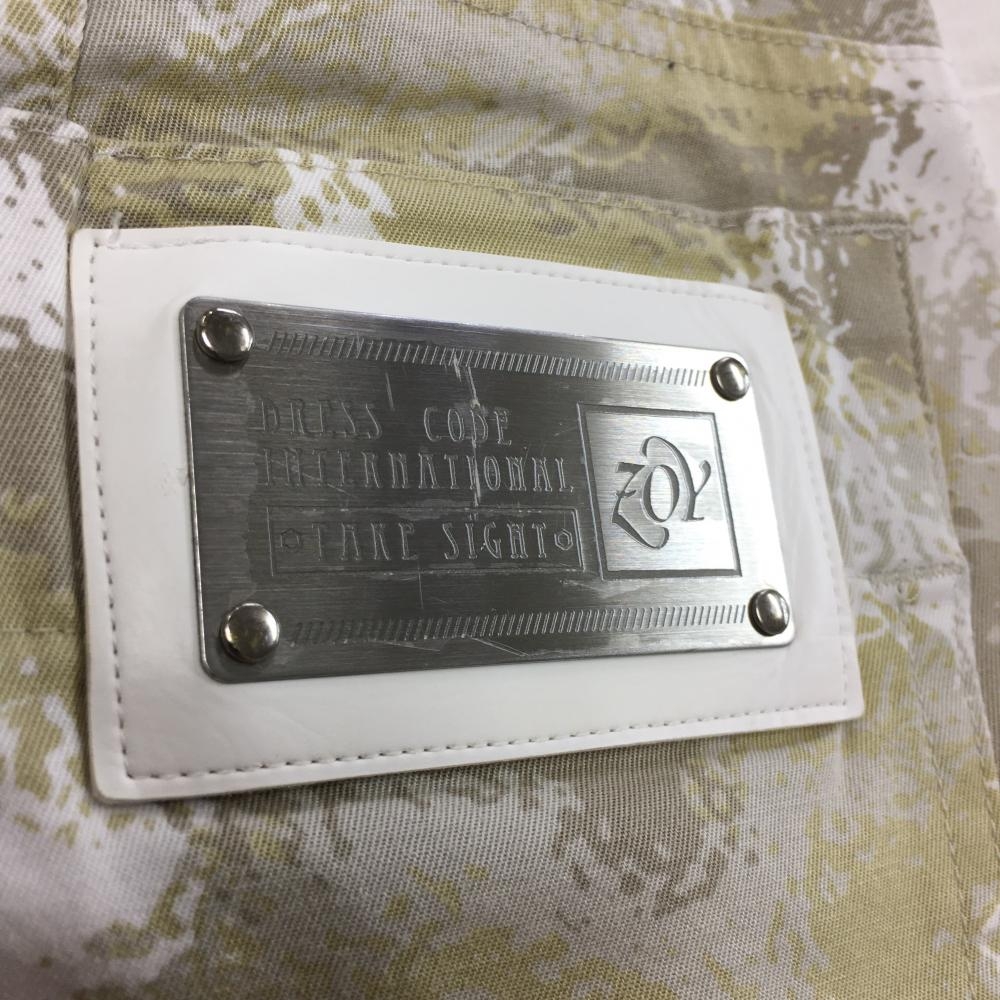 DRESS CODE
INTERNATIONAL
TAKE SIGHT
ZOY